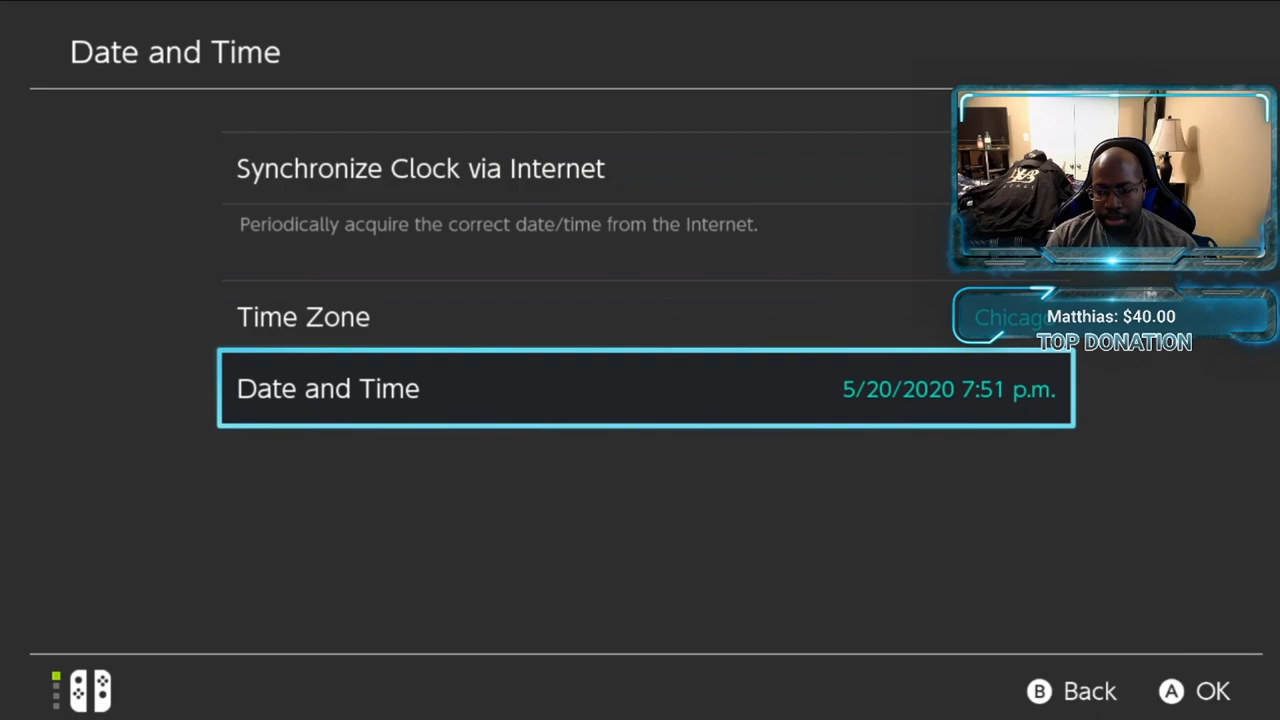 Date and Time
Synchronize Clock via Internet
Periodically acquire the correct date/time from the Internet.
Time Zone
Chicago
Matthias: $40.00
TOP DONATION
Date and Time 5/20/2020 7:51 p.m.
B Back A OK